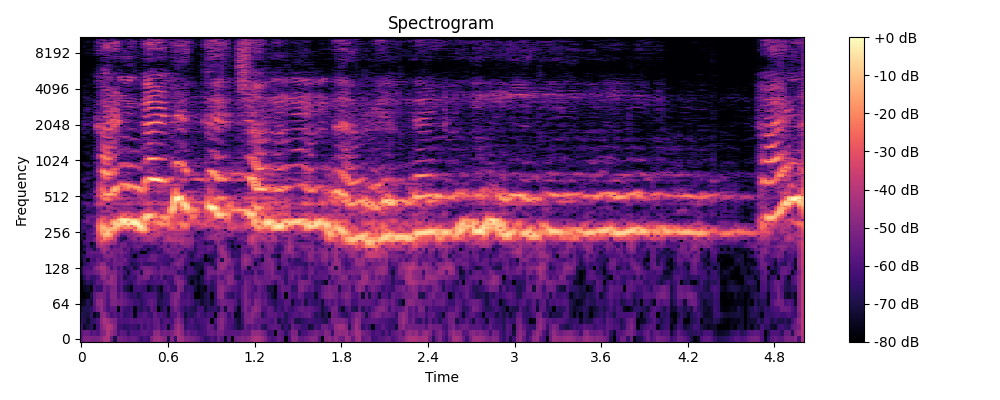 Spectrogram
Frequency
8192
4096
2048
1024
512
256
128
64
0
0 0.6 1.2 1.8 2.4 3 3.6 4.2 4.8
Time
+0 dB
-10 dB
-20 dB
-30 dB
-40 dB
-50 dB
-60 dB
-70 dB
-80 dB